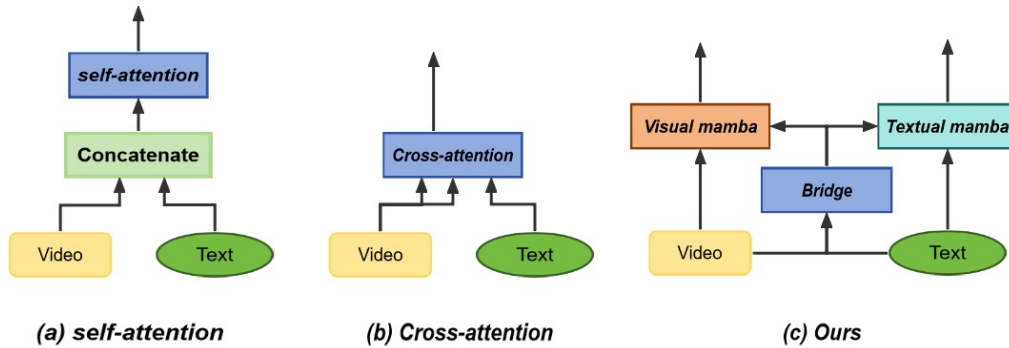 self-attention
Concatenate
Video
Text
(a) self-attention
Cross-attention
Video
Text
(b) Cross-attention
Visual mamba
Textual mamba
Bridge
Video
Text
(c) Ours